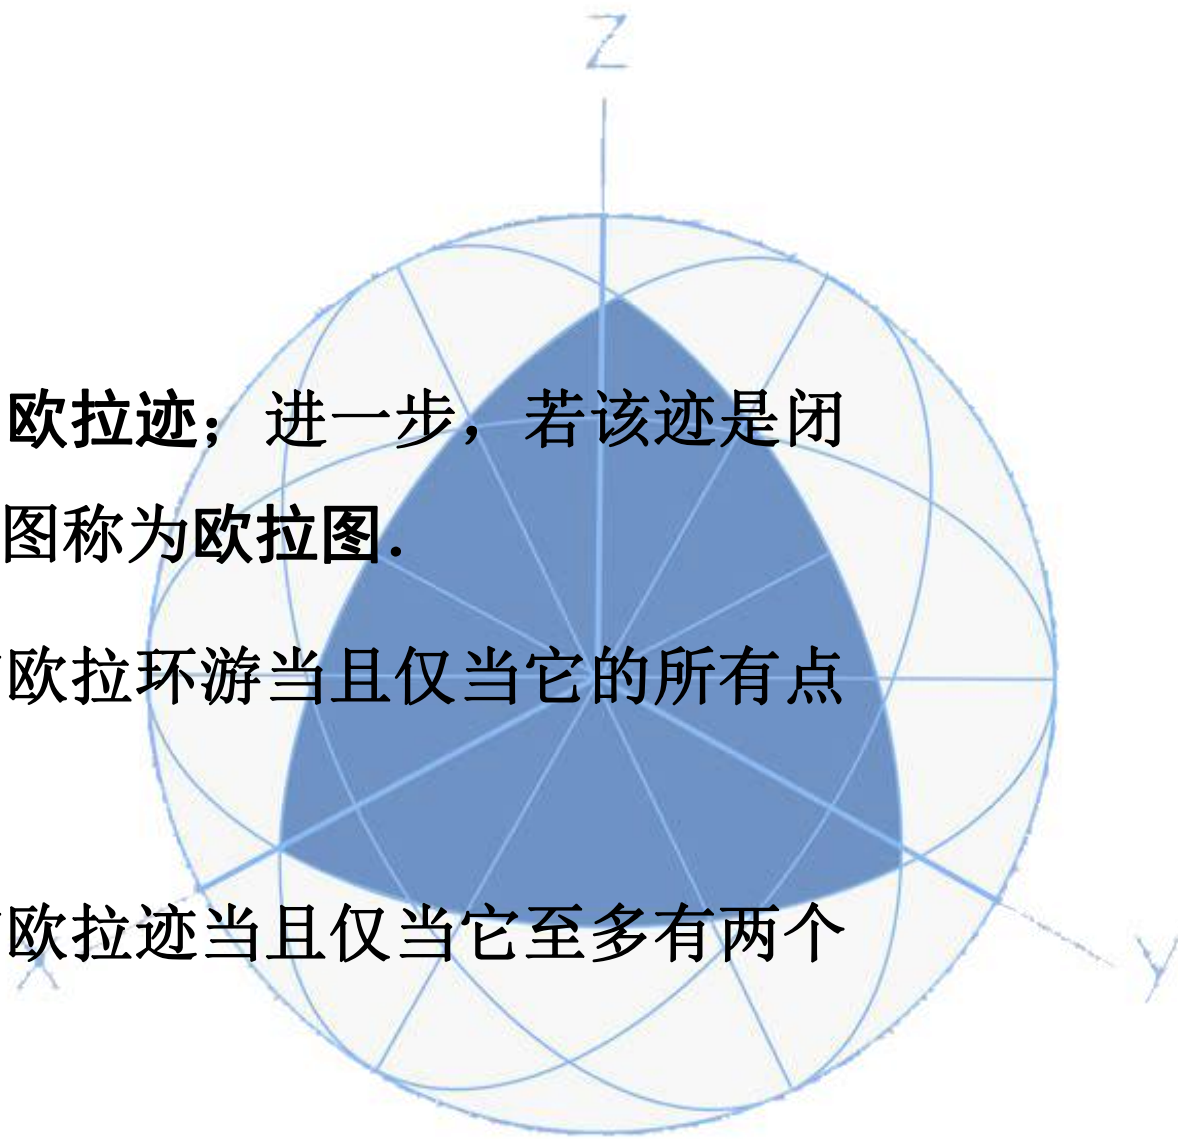 Z
欧拉迹；进一步，若该迹是闭
图称为欧拉图．
欧拉环游当且仅当它的所有点
欧拉迹当且仅当它至多有两个
X
Y